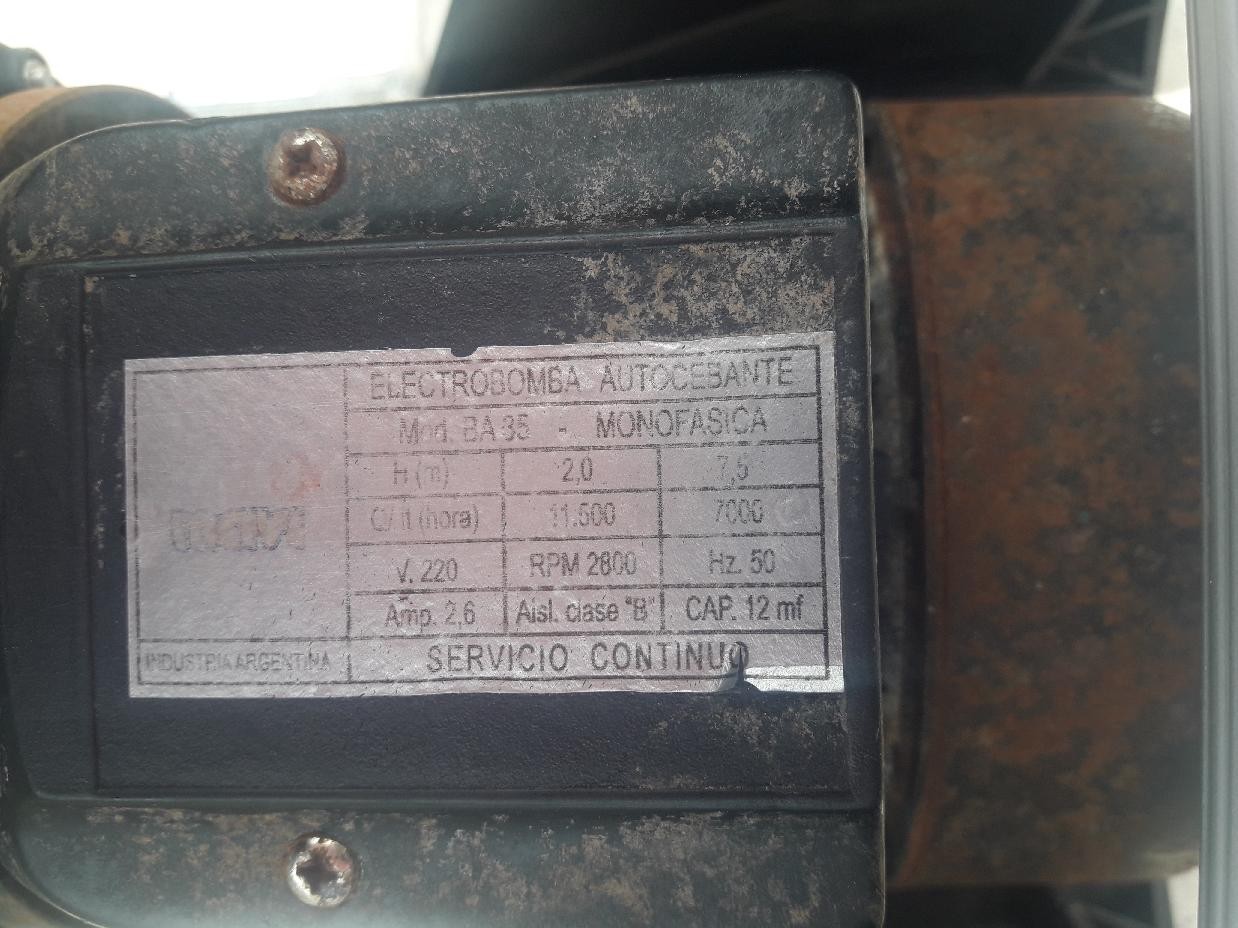 ELECTROBOMBA AUTOCEBANTE
Mod. BA 35 - MONOFASICA
H (m) 2,0 7,5
C/ lt (hora) 11.500 7000
V. 220 RPM 2800 Hz. 50
Amp. 2,6 Aisl. clase "B" CAP. 12 mf
INDUSTRIA ARGENTINA SERVICIO CONTINUO